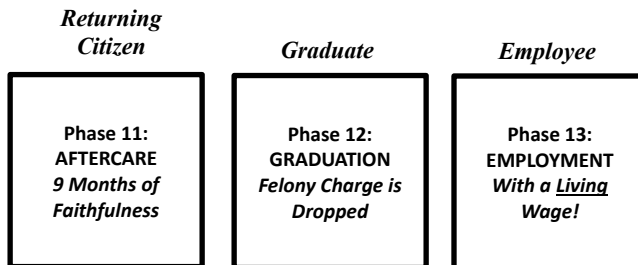 Returning
Citizen
Graduate
Employee
Phase 11:
AFTERCARE
9 Months of
Faithfulness
Phase 12:
GRADUATION
Felony Charge is
Dropped
Phase 13:
EMPLOYMENT
With a Living
Wage!